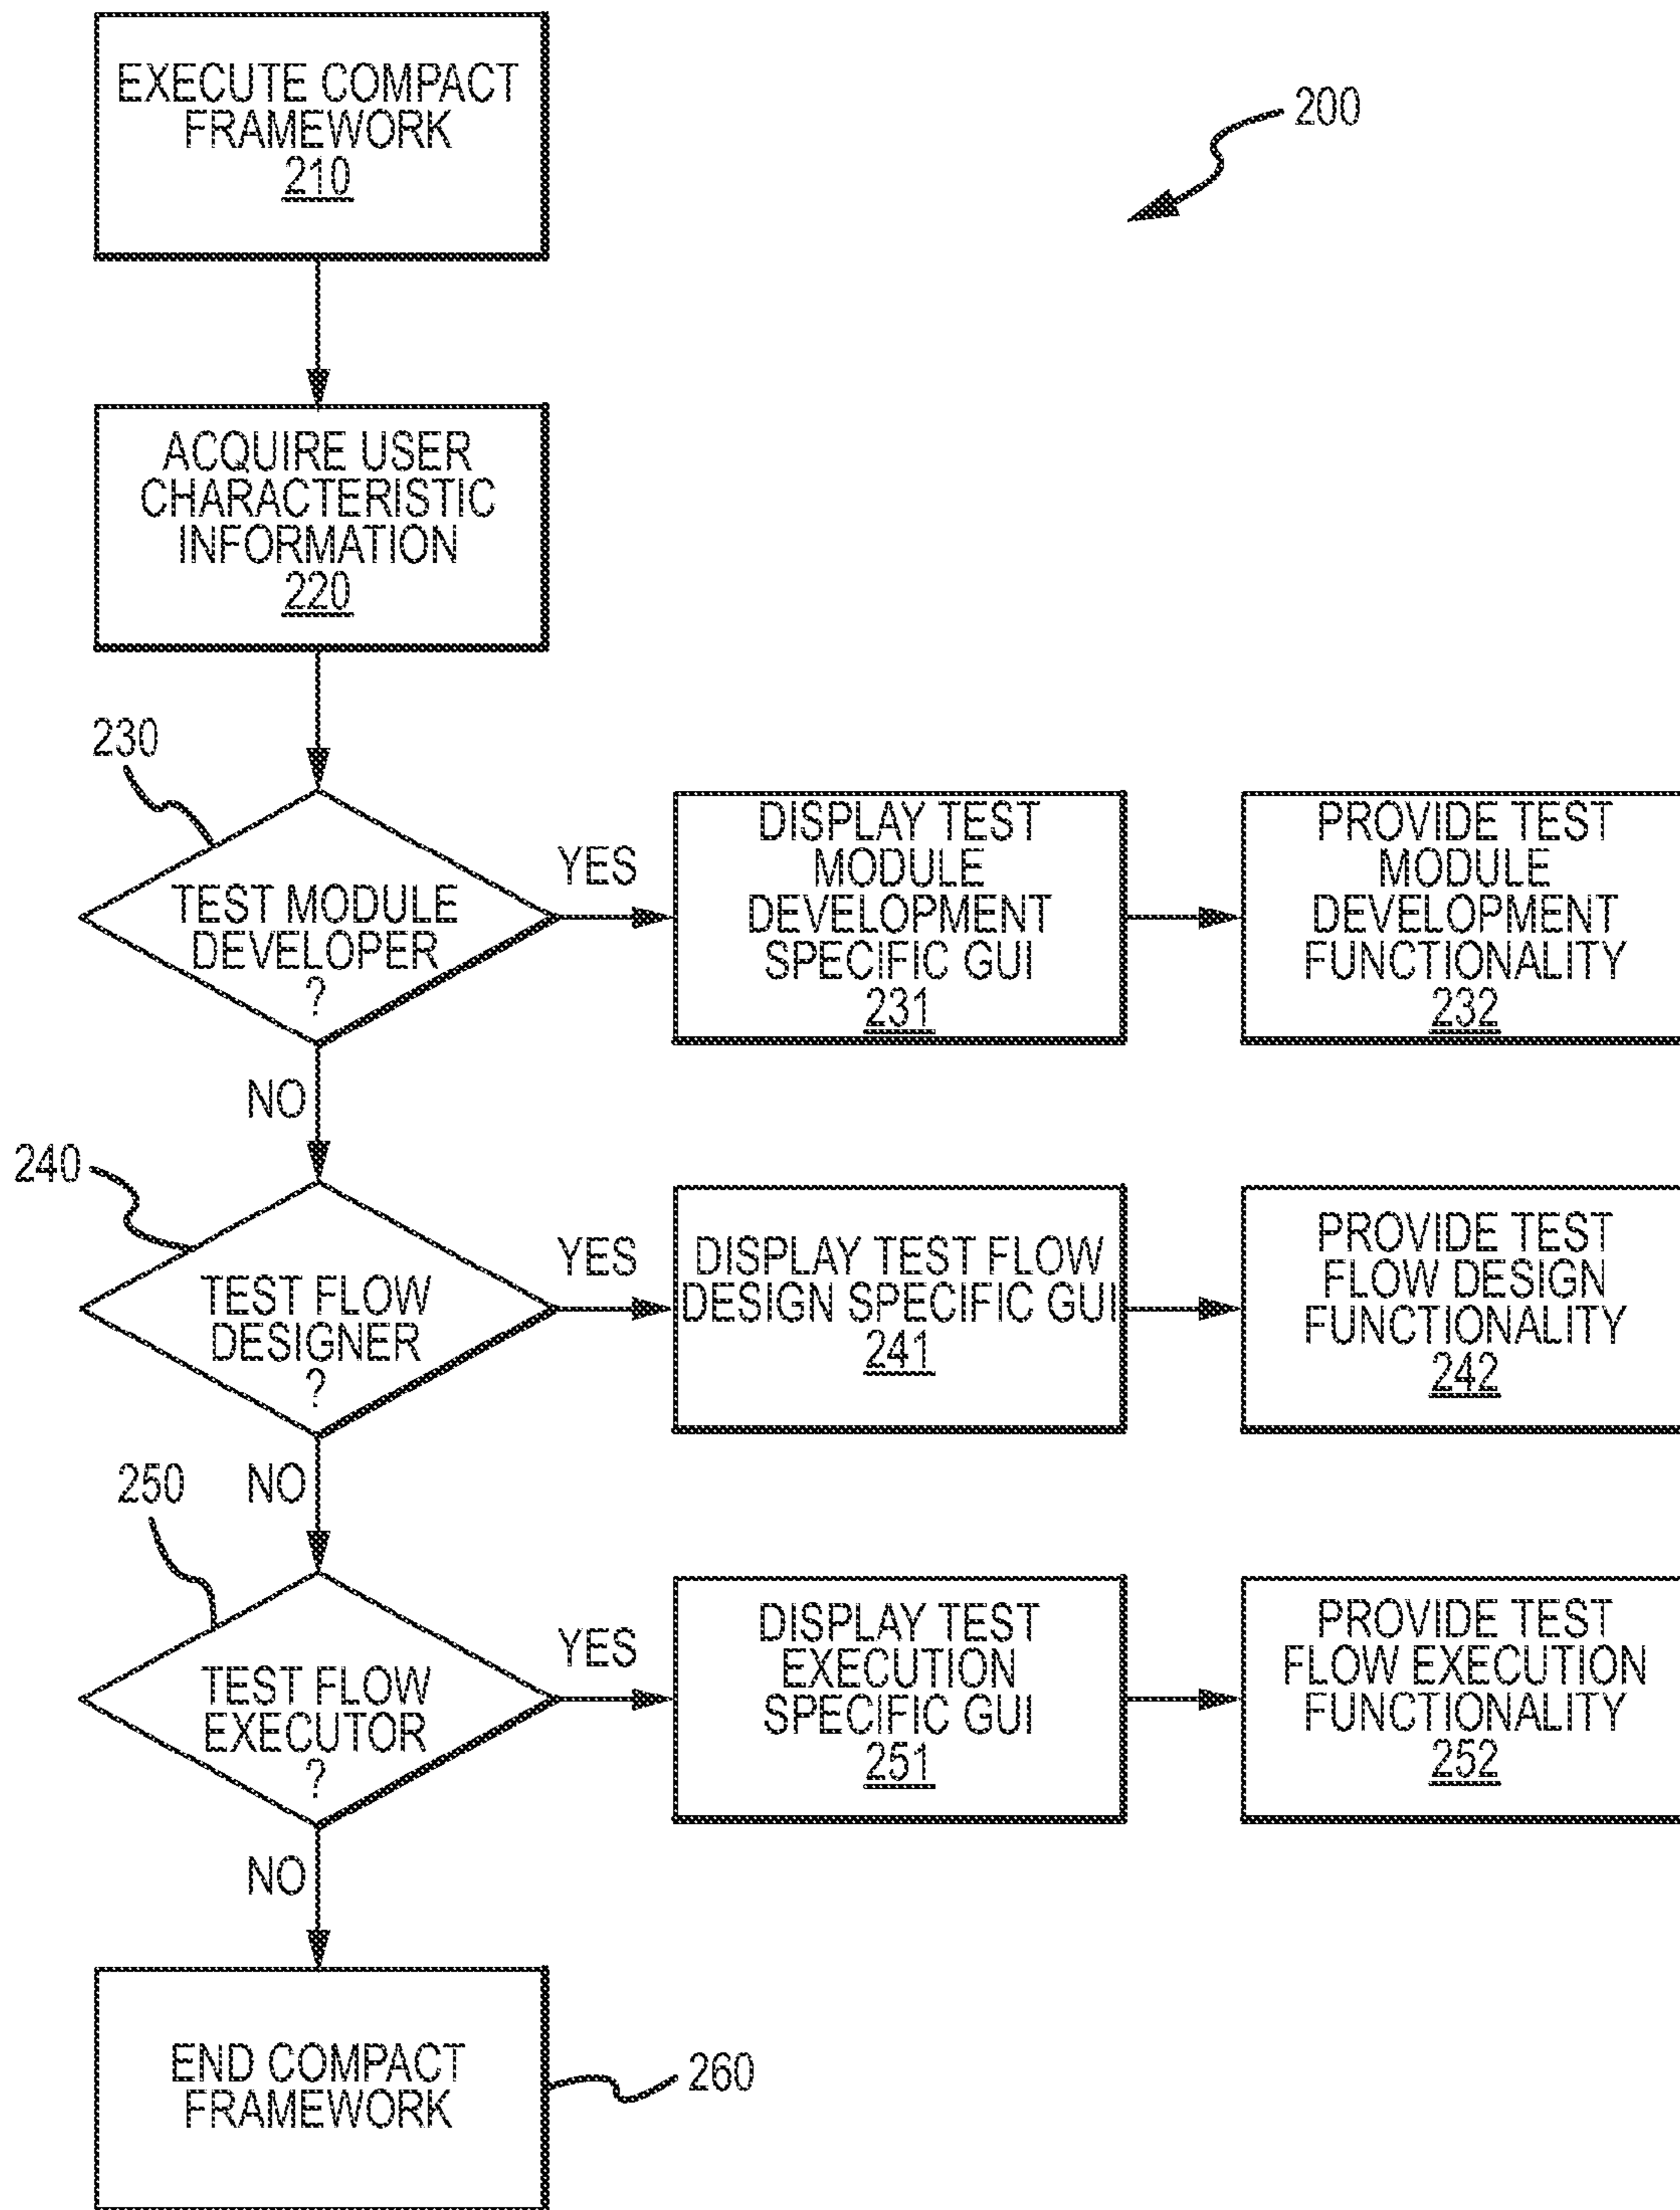 EXECUTE COMPACT
FRAMEWORK
210
200
ACQUIRE USER
CHARACTERISTIC
INFORMATION
220
230
TEST MODULE
DEVELOPER
?
YES
DISPLAY TEST
MODULE
DEVELOPMENT
SPECIFIC GUI
231
PROVIDE TEST
MODULE
DEVELOPMENT
FUNCTIONALITY
232
NO
240
TEST FLOW
DESIGNER
?
YES
DISPLAY TEST FLOW
DESIGN SPECIFIC GUI
241
PROVIDE TEST
FLOW DESIGN
FUNCTIONALITY
242
NO
250
TEST FLOW
EXECUTOR
?
YES
DISPLAY TEST
EXECUTION
SPECIFIC GUI
251
PROVIDE TEST
FLOW EXECUTION
FUNCTIONALITY
252
NO
END COMPACT
FRAMEWORK
260